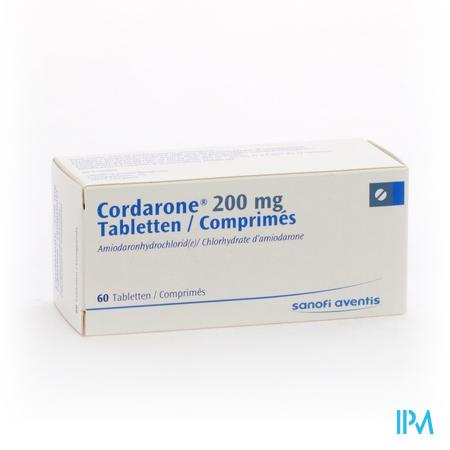 Cordarone® 200 mg
Tabletten / Comprimés
Amiodaronhydrochlorid(e)/ Chlorhydrate d'amiodarone
60 Tabletten / Comprimés
sanofi aventis
IPM